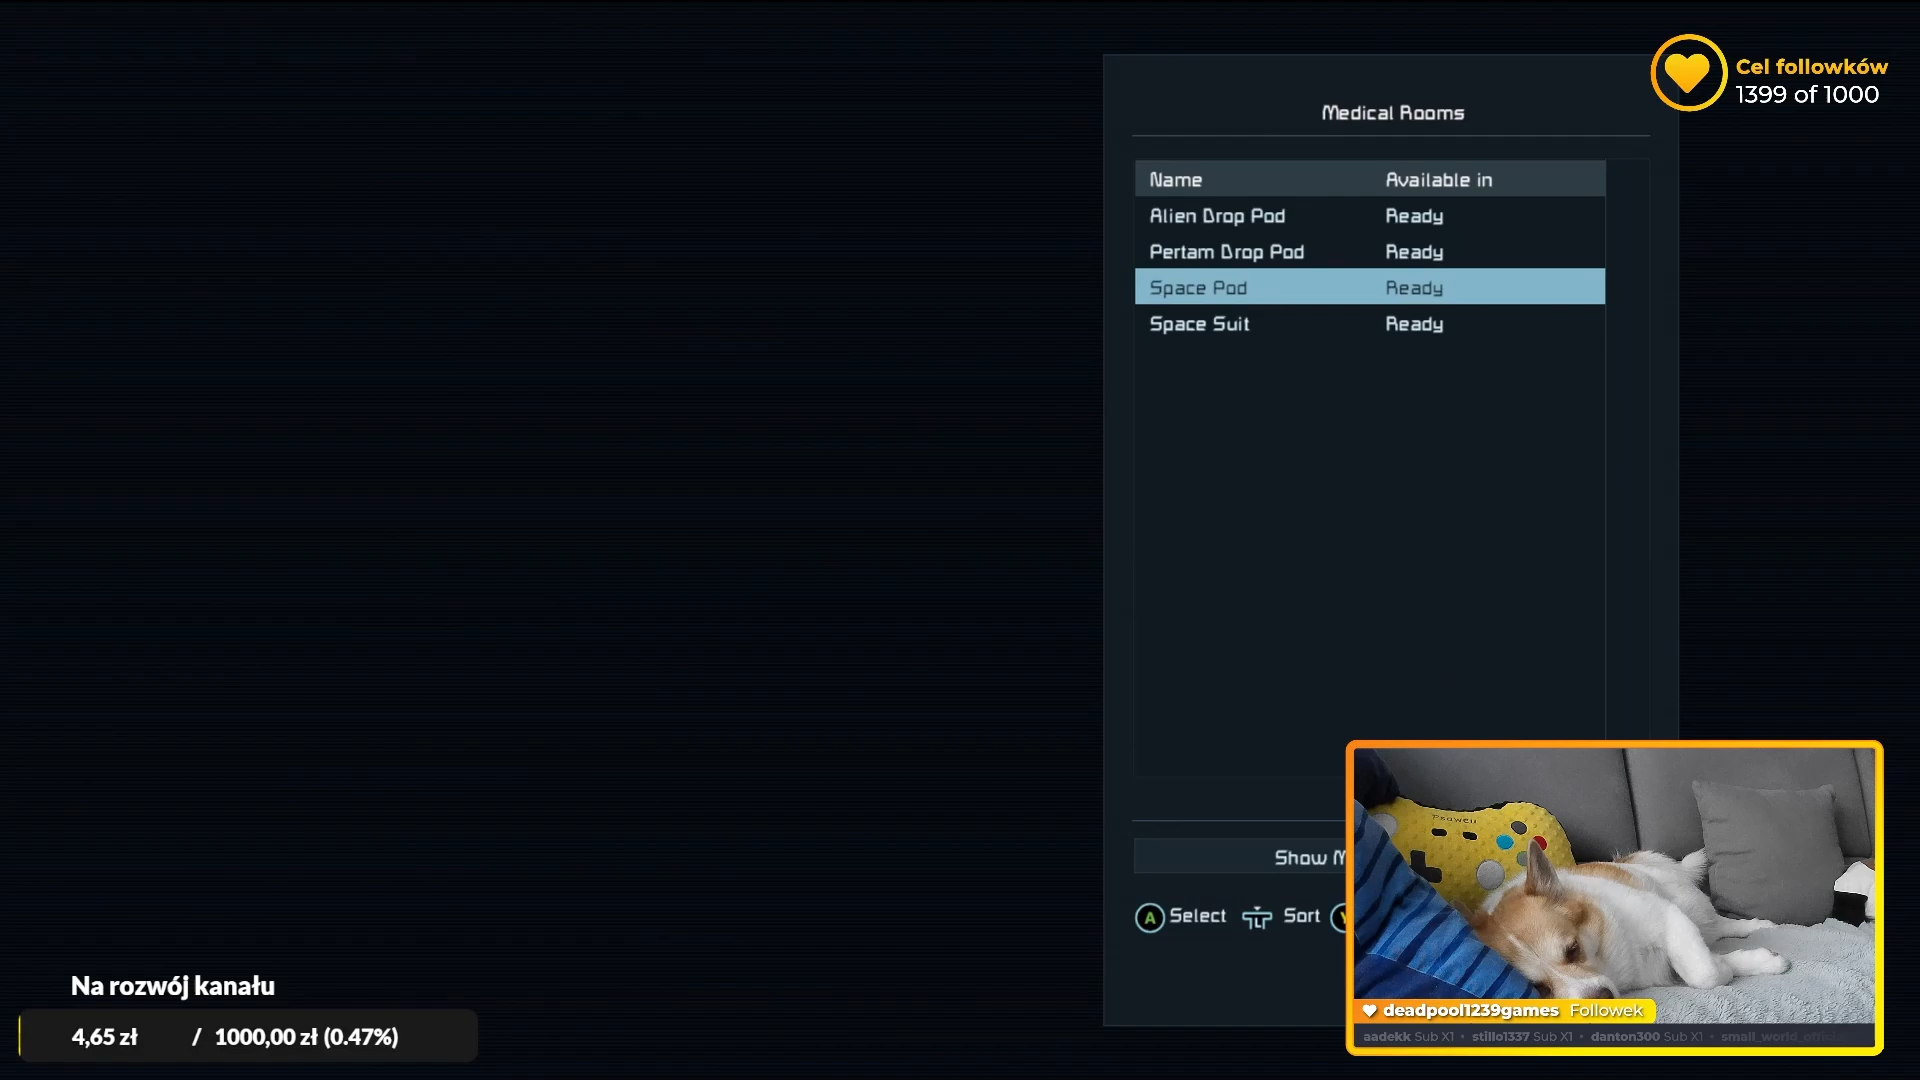 Cel followków
1399 of 1000
Medical Rooms
Name Available in
Alien Drop Pod Ready
Pertam Drop Pod Ready
Space Pod Ready
Space Suit Ready
Show M
A Select Sort Y
deadpool1239games Followek
aadekk Sub X1 • stillo1337 Sub X1 • danton300 Sub X1 •
Na rozwój kanału
4,65 zł / 1000,00 zł (0.47%)